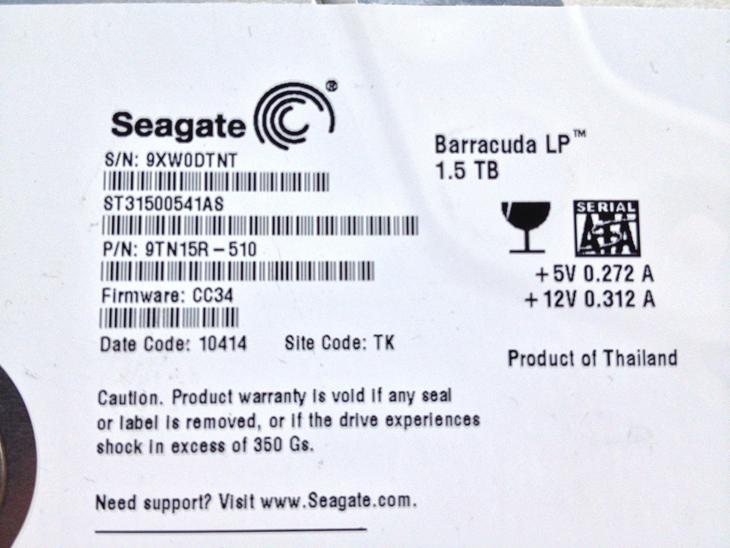 Seagate®
S/N: 9XW0DTNT
ST31500541AS
P/N: 9TN15R-510
Firmware: CC34
Date Code: 10414 Site Code: TK
Barracuda LP™
1.5 TB
SERIAL
ATA
+5V 0.272 A
+12V 0.312 A
Product of Thailand
Caution. Product warranty is void if any seal
or label is removed, or if the drive experiences
shock in excess of 350 Gs.
Need support? Visit www.Seagate.com.